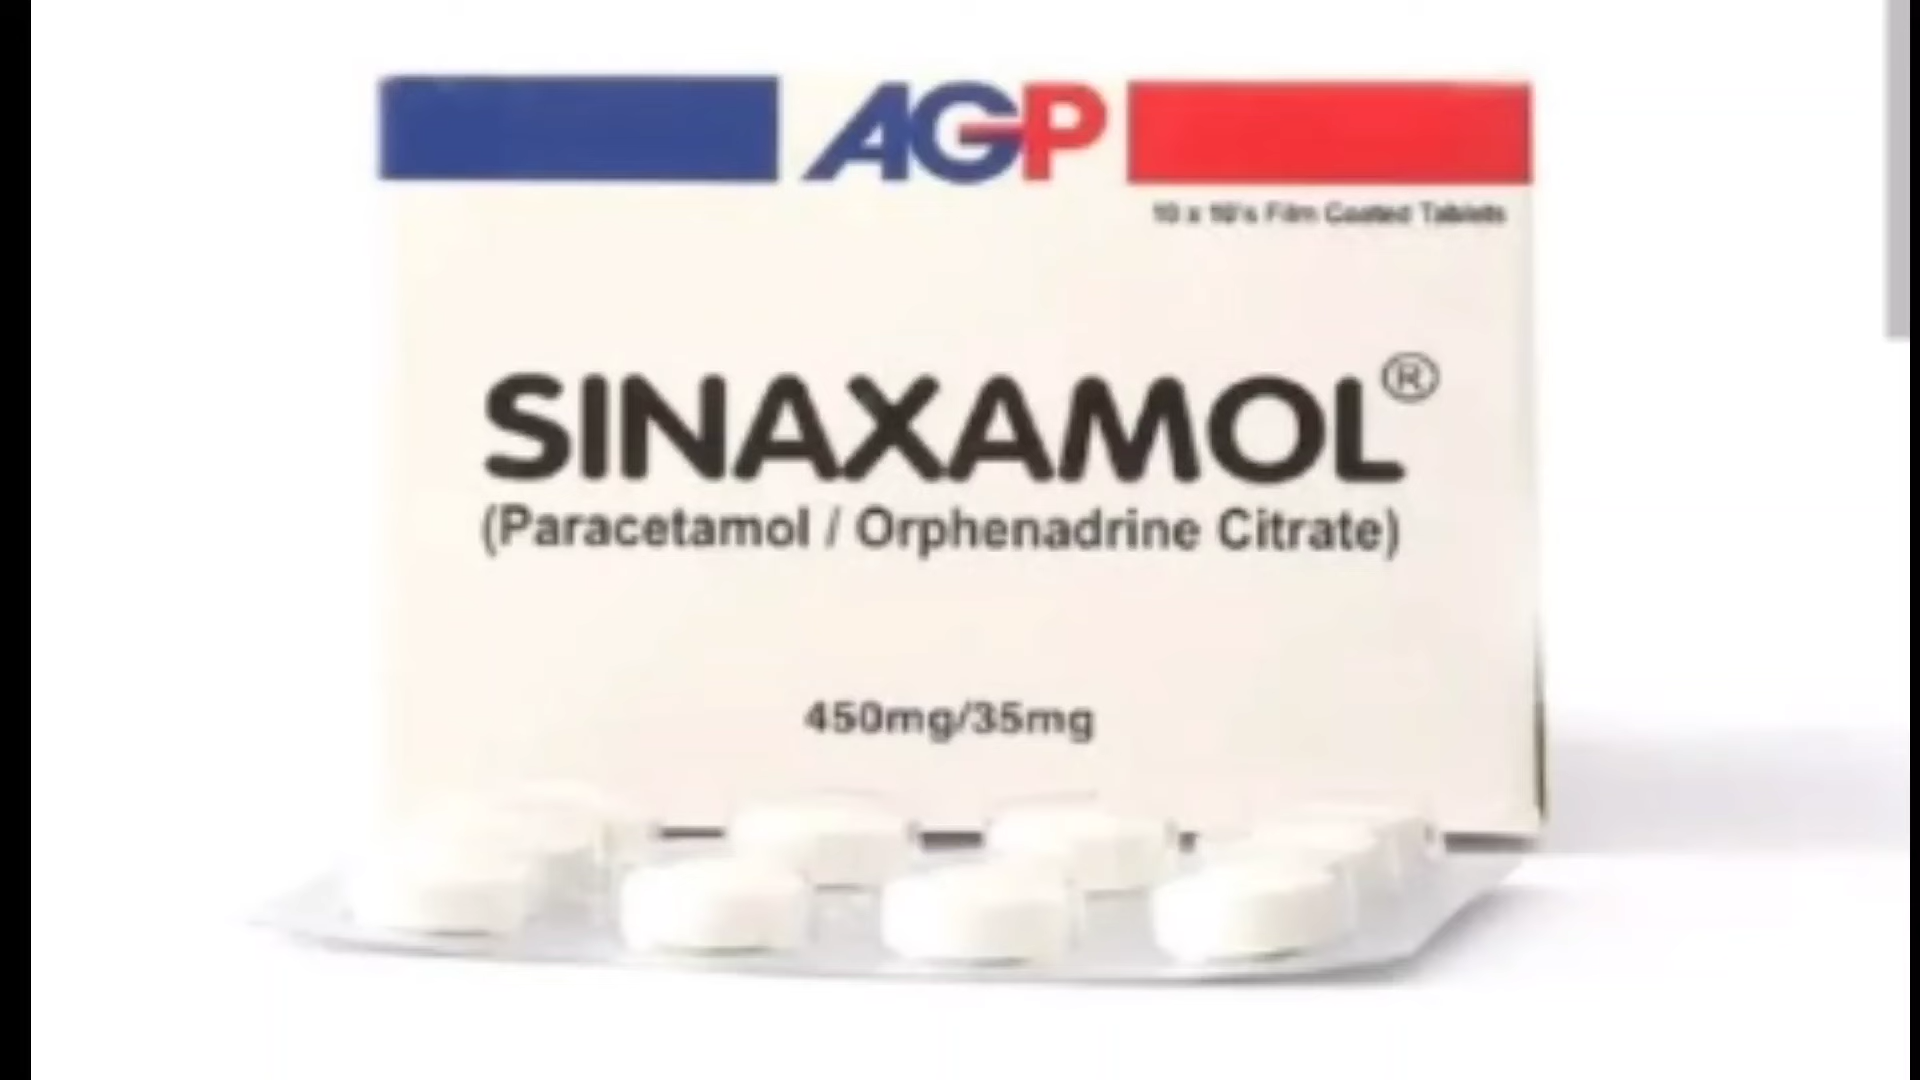 AGP
10 x 10's Film Coated Tablets
SINAXAMOL®
(Paracetamol / Orphenadrine Citrate)
450mg/35mg